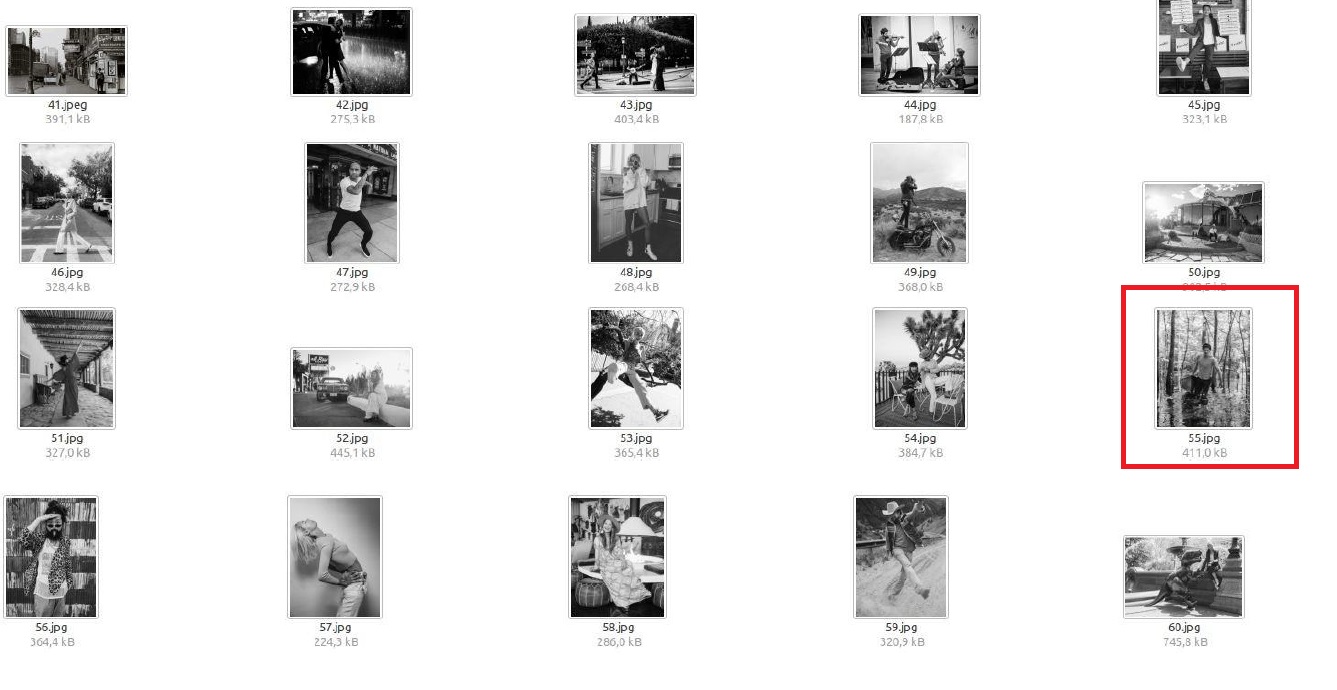 41.jpeg
391,1 kB
42.jpg
275,3 kB
43.jpg
403,4 kB
44.jpg
187,8 kB
45.jpg
323,1 kB
46.jpg
328,4 kB
47.jpg
272,9 kB
48.jpg
268,4 kB
49.jpg
368,0 kB
50.jpg
kB
51.jpg
327,0 kB
52.jpg
445,1 kB
53.jpg
365,4 kB
54.jpg
384,7 kB
55.jpg
411,0 kB
56.jpg
364,4 kB
57.jpg
224,3 kB
58.jpg
286,0 kB
59.jpg
320,9 kB
60.jpg
745,8 kB